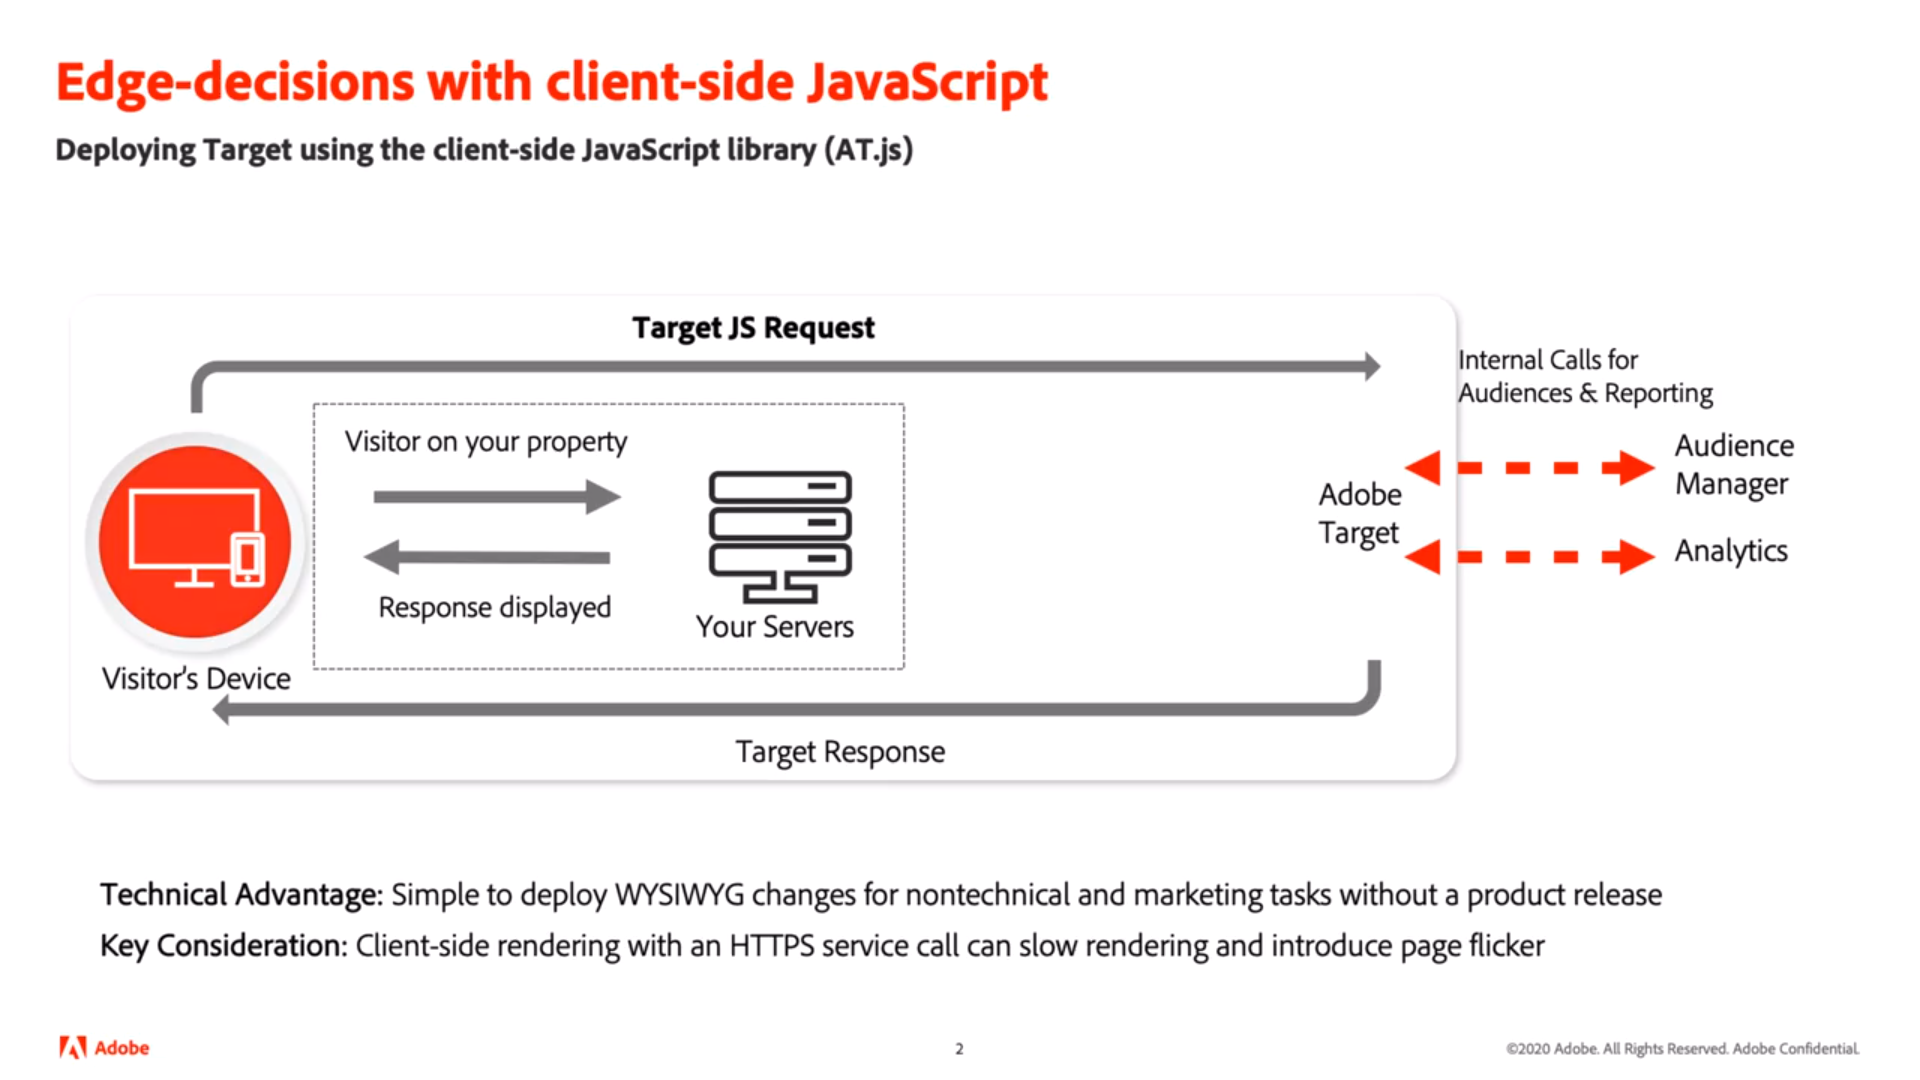 Edge-decisions with client-side JavaScript
Deploying Target using the client-side JavaScript library (AT.js)
Target JS Request
Internal Calls for
Audiences & Reporting
Visitor on your property
Audience
Manager
Adobe
Target
Analytics
Response displayed
Your Servers
Visitor's Device
Target Response
Technical Advantage: Simple to deploy WYSIWYG changes for nontechnical and marketing tasks without a product release
Key Consideration: Client-side rendering with an HTTPS service call can slow rendering and introduce page flicker
Adobe
2
©2020 Adobe. All Rights Reserved. Adobe Confidential.